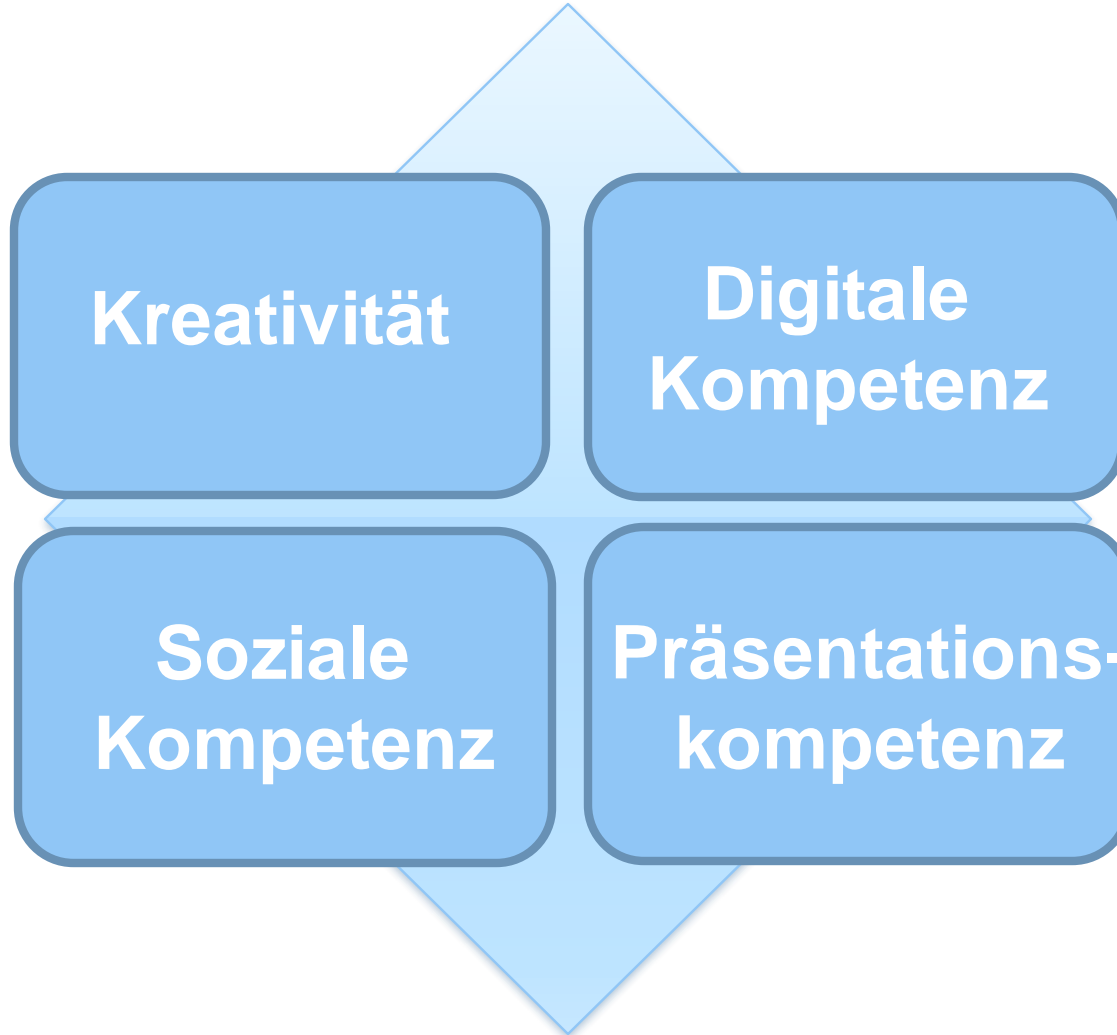 Kreativität
Digitale
Kompetenz
Soziale
Kompetenz
Präsentations-
kompetenz